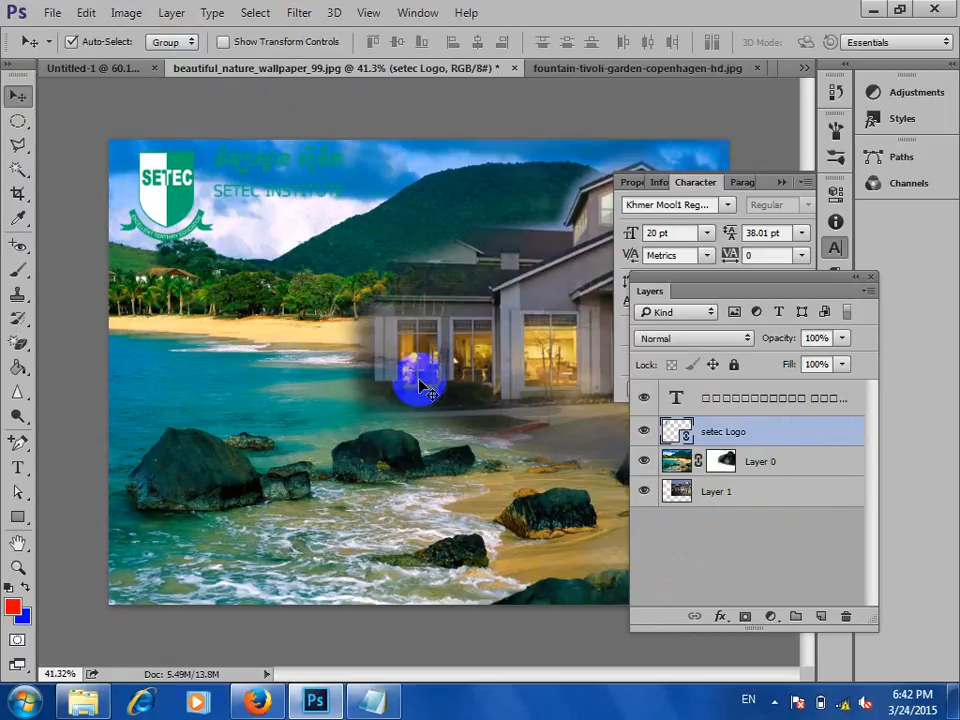 Ps File Edit Image Layer Type Select Filter 3D View Window Help
Auto-Select: Group Show Transform Controls 3D Mode: Essentials
Untitled-1 @ 60.1... × beautiful_nature_wallpaper_99.jpg @ 41.3% (setec Logo, RGB/8#) * × fountain-tivoli-garden-copenhagen-hd.jpg ×
Adjustments
Styles
Paths
Channels
SETEC
SETEC INSTITUTE
Prope Info Character Parag
Khmer Mool1 Reg... Regular
20 pt 38.01 pt
Metrics 0
Layers
Kind
Normal Opacity: 100%
Lock: Fill: 100%
setec Logo
Layer 0
Layer 1
41.32% Doc: 5.49M/13.8M
EN 6:42 PM
3/24/2015